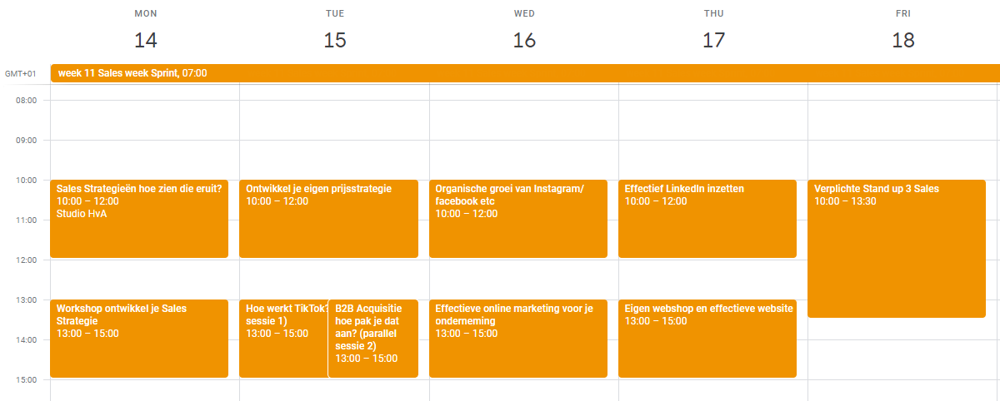 MON
TUE
WED
THU
FRI
14
15
16
17
18
GMT+01
week 11 Sales week Sprint, 07:00
08:00
09:00
10:00
11:00
12:00
13:00
14:00
15:00
Sales Strategieën hoe zien die eruit?
10:00 – 12:00
Studio HvA
Workshop ontwikkel je Sales
Strategie
13:00 – 15:00
Ontwikkel je eigen prijsstrategie
10:00 – 12:00
Hoe werkt TikTok?
sessie 1)
13:00 – 15:00
B2B Acquisitie
hoe pak je dat
aan? (parallel
sessie 2)
13:00 – 15:00
Organische groei van Instagram/
facebook etc
10:00 – 12:00
Effectieve online marketing voor je
onderneming
13:00 – 15:00
Effectief LinkedIn inzetten
10:00 – 12:00
Eigen webshop en effectieve website
13:00 – 15:00
Verplichte Stand up 3 Sales
10:00 – 13:30